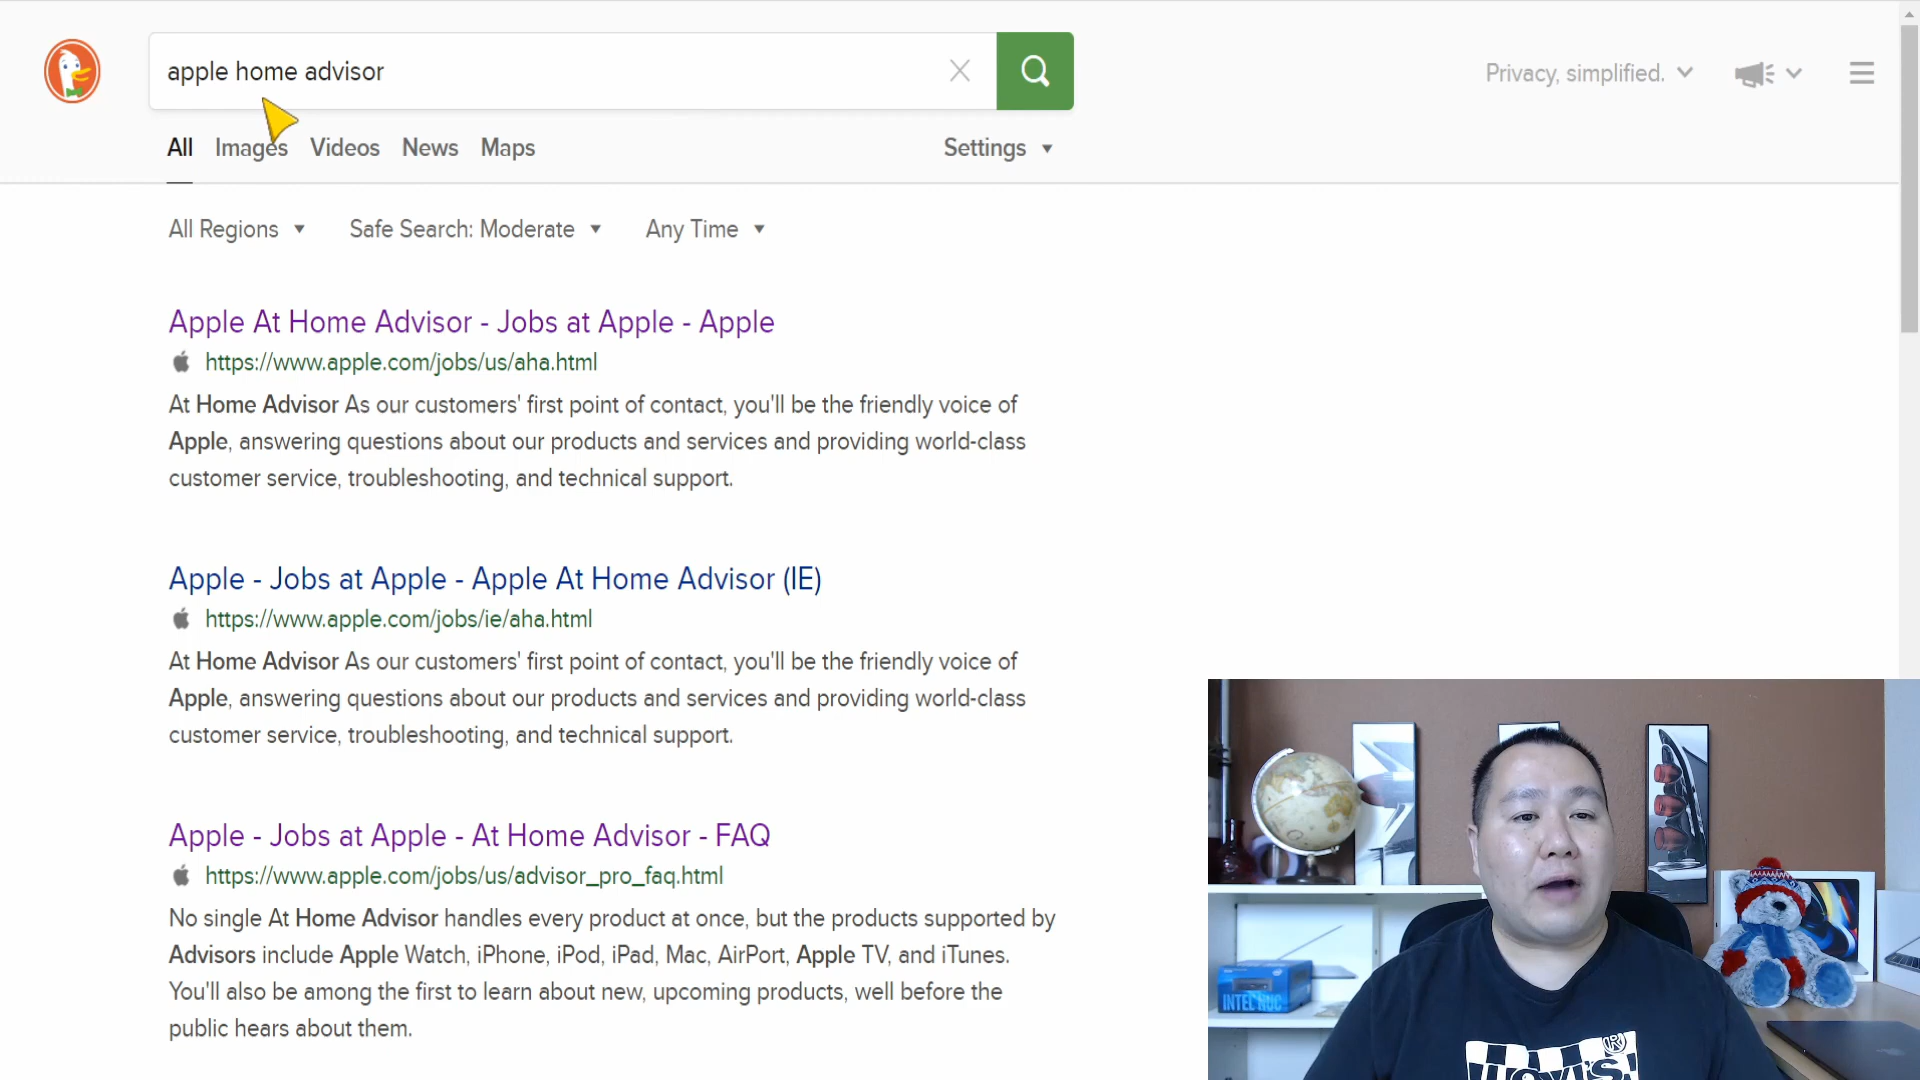 apple home advisor
Privacy, simplified.
All Images Videos News Maps Settings
All Regions Safe Search: Moderate Any Time
Apple At Home Advisor - Jobs at Apple - Apple
https://www.apple.com/jobs/us/aha.html
At Home Advisor As our customers' first point of contact, you'll be the friendly voice of
Apple, answering questions about our products and services and providing world-class
customer service, troubleshooting, and technical support.
Apple - Jobs at Apple - Apple At Home Advisor (IE)
https://www.apple.com/jobs/ie/aha.html
At Home Advisor As our customers' first point of contact, you'll be the friendly voice of
Apple, answering questions about our products and services and providing world-class
customer service, troubleshooting, and technical support.
Apple - Jobs at Apple - At Home Advisor - FAQ
https://www.apple.com/jobs/us/advisor_pro_faq.html
No single At Home Advisor handles every product at once, but the products supported by
Advisors include Apple Watch, iPhone, iPod, iPad, Mac, AirPort, Apple TV, and iTunes.
You'll also be among the first to learn about new, upcoming products, well before the
public hears about them.
INTEL NUC